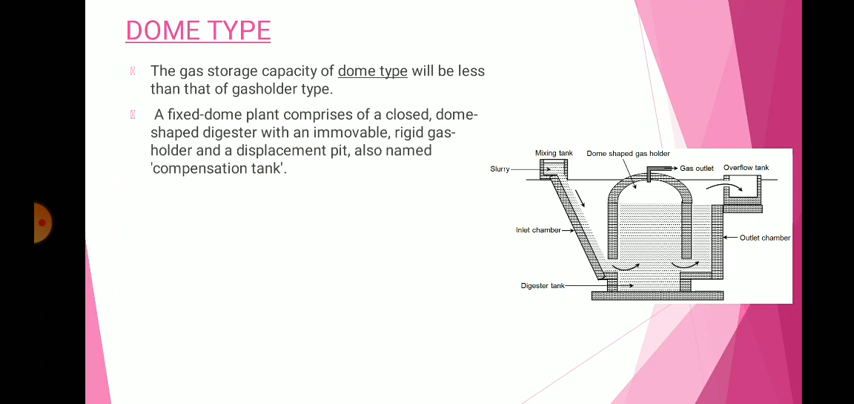 DOME TYPE
The gas storage capacity of dome type will be less
than that of gasholder type.
A fixed-dome plant comprises of a closed, dome-
shaped digester with an immovable, rigid gas-
holder and a displacement pit, also named
'compensation tank'.
Mixing tank
Dome shaped gas holder
Slurry
Gas outlet
Overflow tank
Inlet chamber
Outlet chamber
Digester tank